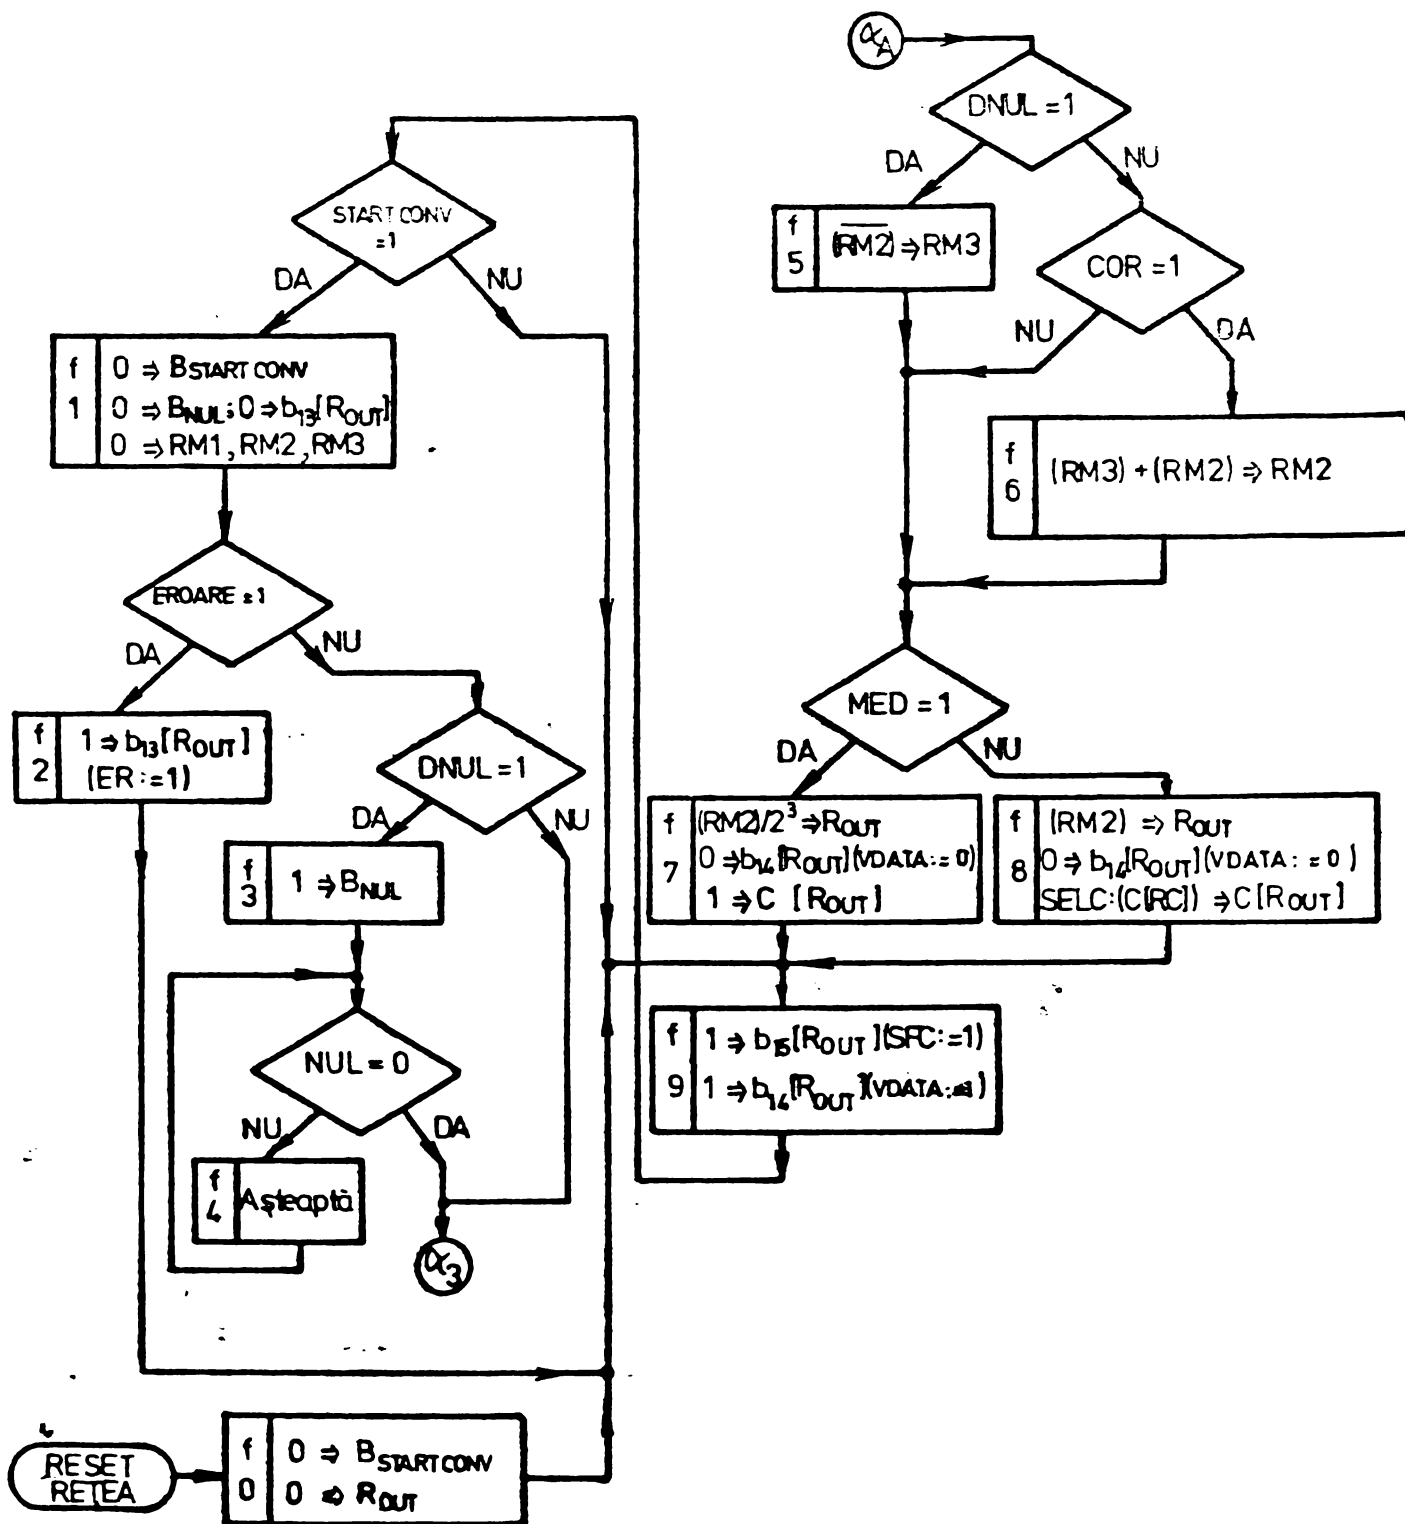 START CONV
=1
DA
NU
f
1
0 ⇒ BSTART CONV
0 ⇒ BNUL; 0 ⇒ b13[ROUT]
0 ⇒ RM1, RM2, RM3
EROARE = 1
DA
NU
f
2
1 ⇒ b13[ROUT]
(ER:=1)
DNUL = 1
DA
NU
f
3
1 ⇒ BNUL
NUL = 0
NU
DA
f
4
Așteaptă
α3
RESET
REȚEA
f
0
0 ⇒ BSTART CONV
0 ⇒ ROUT
αA
DNUL = 1
DA
NU
f
5
(R̅M̅2̅) ⇒ RM3
COR = 1
NU
DA
f
6
(RM3) + (RM2) ⇒ RM2
MED = 1
DA
NU
f
7
(RM2)/2³ ⇒ ROUT
0 ⇒ b14[ROUT](VDATA:=0)
1 ⇒ C [ROUT]
f
8
(RM2) ⇒ ROUT
0 ⇒ b14[ROUT](VDATA:=0)
SELC:(C[RC]) ⇒ C[ROUT]
f
9
1 ⇒ b15[ROUT](SFC:=1)
1 ⇒ b14[ROUT](VDATA:=1)